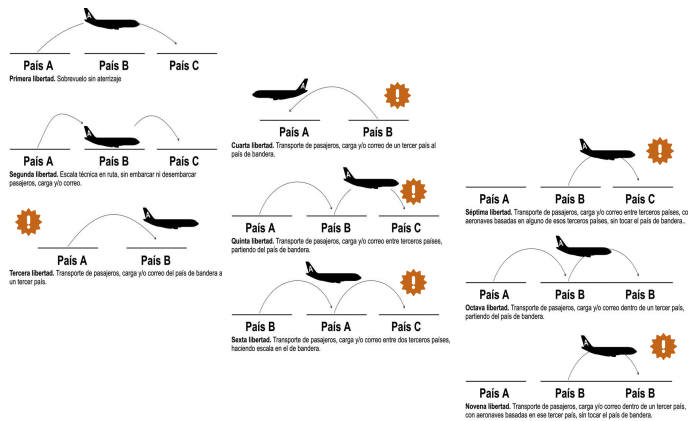 A
País A País B País C
Primera libertad. Sobrevuelo sin aterrizaje
A
País A País B País C
Segunda libertad. Escala técnica en ruta, sin embarcar ni desembarcar
pasajeros, carga y/o correo.
!
A
País A País B
Tercera libertad. Transporte de pasajeros, carga y/o correo del país de bandera a
un tercer país.
A
!
País A País B
Cuarta libertad. Transporte de pasajeros, carga y/o correo de un tercer país al
país de bandera.
A
!
País A País B País C
Quinta libertad. Transporte de pasajeros, carga y/o correo entre terceros países,
partiendo del país de bandera.
A
!
País B País A País C
Sexta libertad. Transporte de pasajeros, carga y/o correo entre dos terceros países,
haciendo escala en el de bandera.
A
!
País A País B País C
Séptima libertad. Transporte de pasajeros, carga y/o correo entre terceros países, co
aeronaves basadas en alguno de esos terceros países, sin tocar el país de bandera..
A
País A País B País B
Octava libertad. Transporte de pasajeros, carga y/o correo dentro de un tercer país,
partiendo del país de bandera.
A
!
País A País B País B
Novena libertad. Transporte de pasajeros, carga y/o correo dentro de un tercer país,
con aeronaves basadas en ese tercer país, sin tocar el país de bandera.